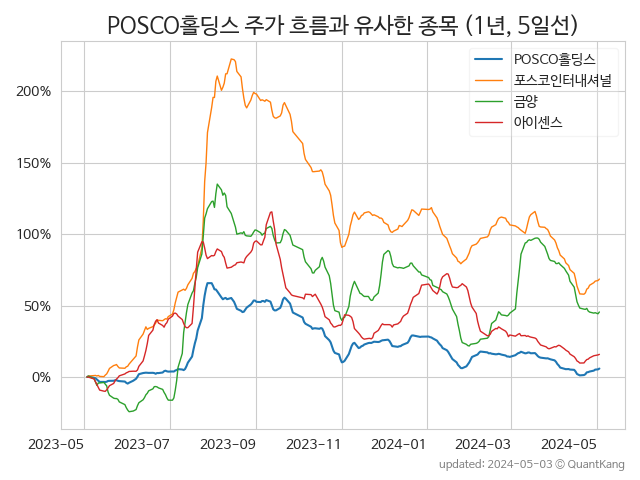 POSCO홀딩스 주가 흐름과 유사한 종목 (1년, 5일선)
POSCO홀딩스
포스코인터내셔널
금양
아이센스
200%
150%
100%
50%
0%
2023-05 2023-07 2023-09 2023-11 2024-01 2024-03 2024-05
updated: 2024-05-03 © QuantKang